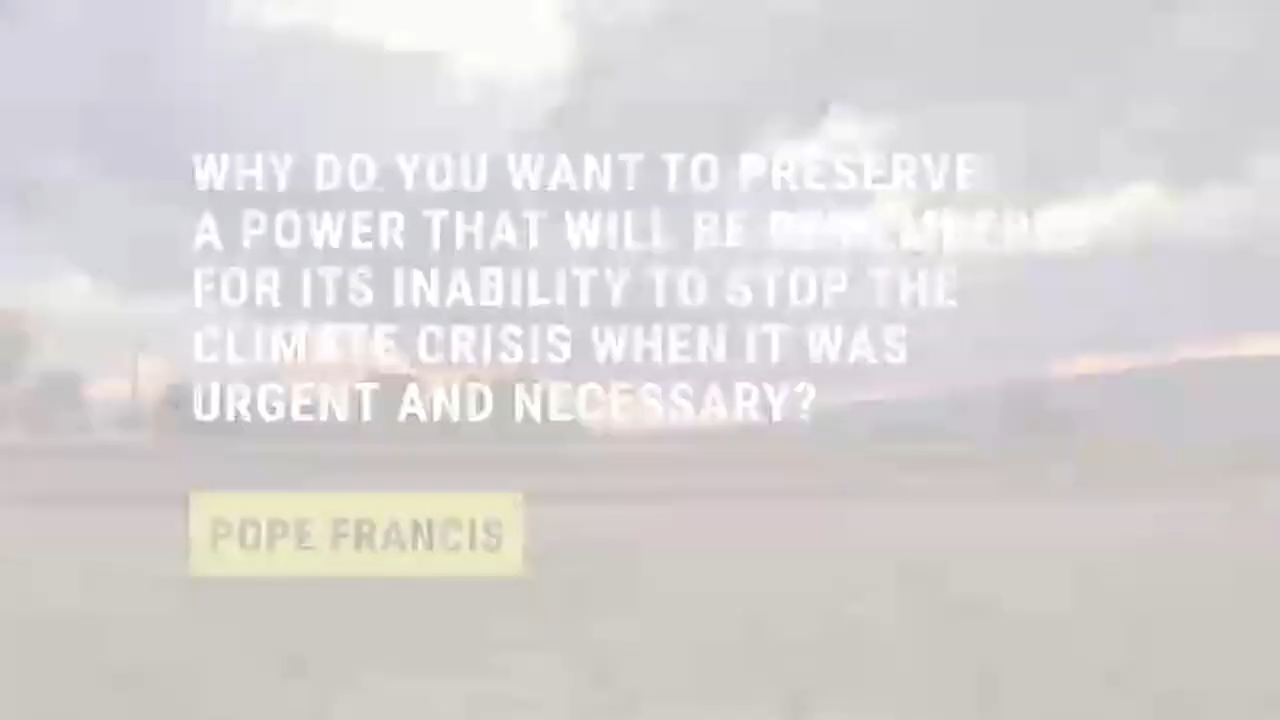 WHY DO YOU WANT TO PRESERVE
A POWER THAT WILL BE REMEMBERED
FOR ITS INABILITY TO STOP THE
CLIMATE CRISIS WHEN IT WAS
URGENT AND NECESSARY?
POPE FRANCIS